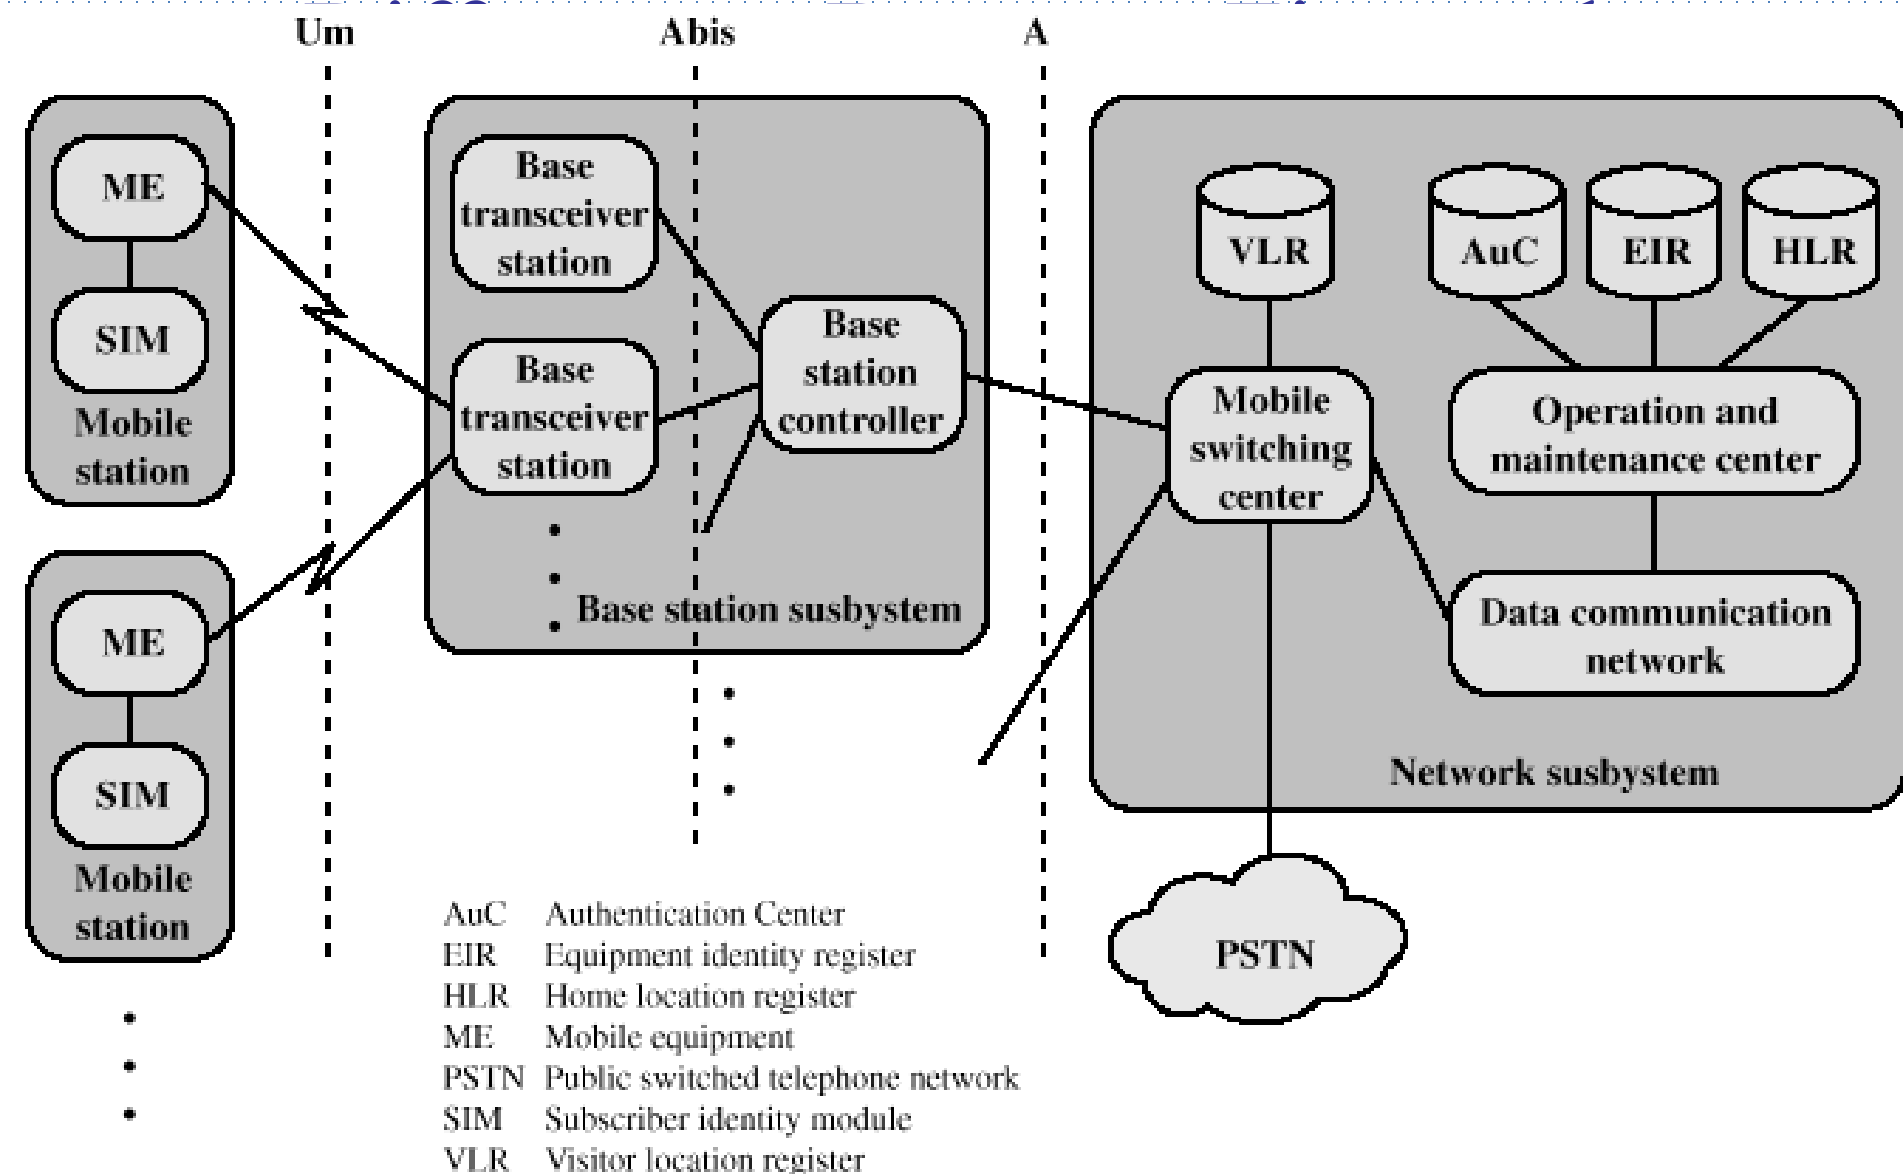 Um
Abis
A
ME
SIM
Mobile
station
ME
SIM
Mobile
station
Base
transceiver
station
Base
transceiver
station
Base
station
controller
Base station susbystem
VLR
AuC
EIR
HLR
Mobile
switching
center
Operation and
maintenance center
Data communication
network
Network susbystem
PSTN
AuC Authentication Center
EIR Equipment identity register
HLR Home location register
ME Mobile equipment
PSTN Public switched telephone network
SIM Subscriber identity module
VLR Visitor location register